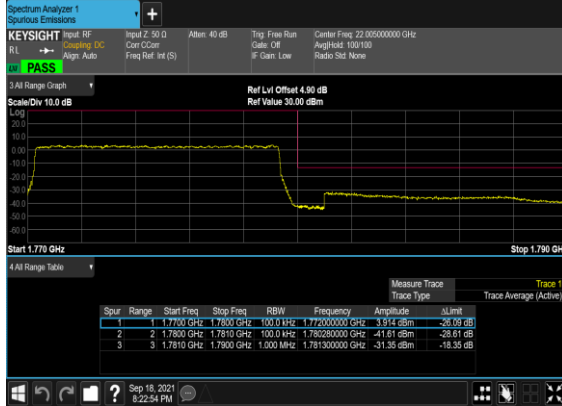 Spectrum Analyzer 1
Spurious Emissions
+
KEYSIGHT Input: RF Input Z: 50 Ω Atten: 40 dB Trig: Free Run Center Freq: 22.005000000 GHz
RL Coupling: DC Corr CCorr Gate: Off Avg|Hold: 100/100
Align: Auto Freq Ref: Int (S) IF Gain: Low Radio Std: None
PASS
3 All Range Graph Ref Lvl Offset 4.90 dB
Scale/Div 10.0 dB Ref Value 30.00 dBm
Log
20.0
10.0
0.00
-10.0
-20.0
-30.0
-40.0
-50.0
-60.0
Start 1.770 GHz Stop 1.790 GH
4 All Range Table
Measure Trace Trace 1
Trace Type Trace Average (Active)
Spur Range Start Freq Stop Freq RBW Frequency Amplitude ΔLimit
1 1 1.7700 GHz 1.7800 GHz 100.0 kHz 1.772000000 GHz 3.914 dBm -26.09 dB
2 2 1.7800 GHz 1.7810 GHz 100.0 kHz 1.780280000 GHz -41.61 dBm -28.61 dB
3 3 1.7810 GHz 1.7900 GHz 1.000 MHz 1.781300000 GHz -31.35 dBm -18.35 dB
? Sep 18, 2021
8:22:54 PM